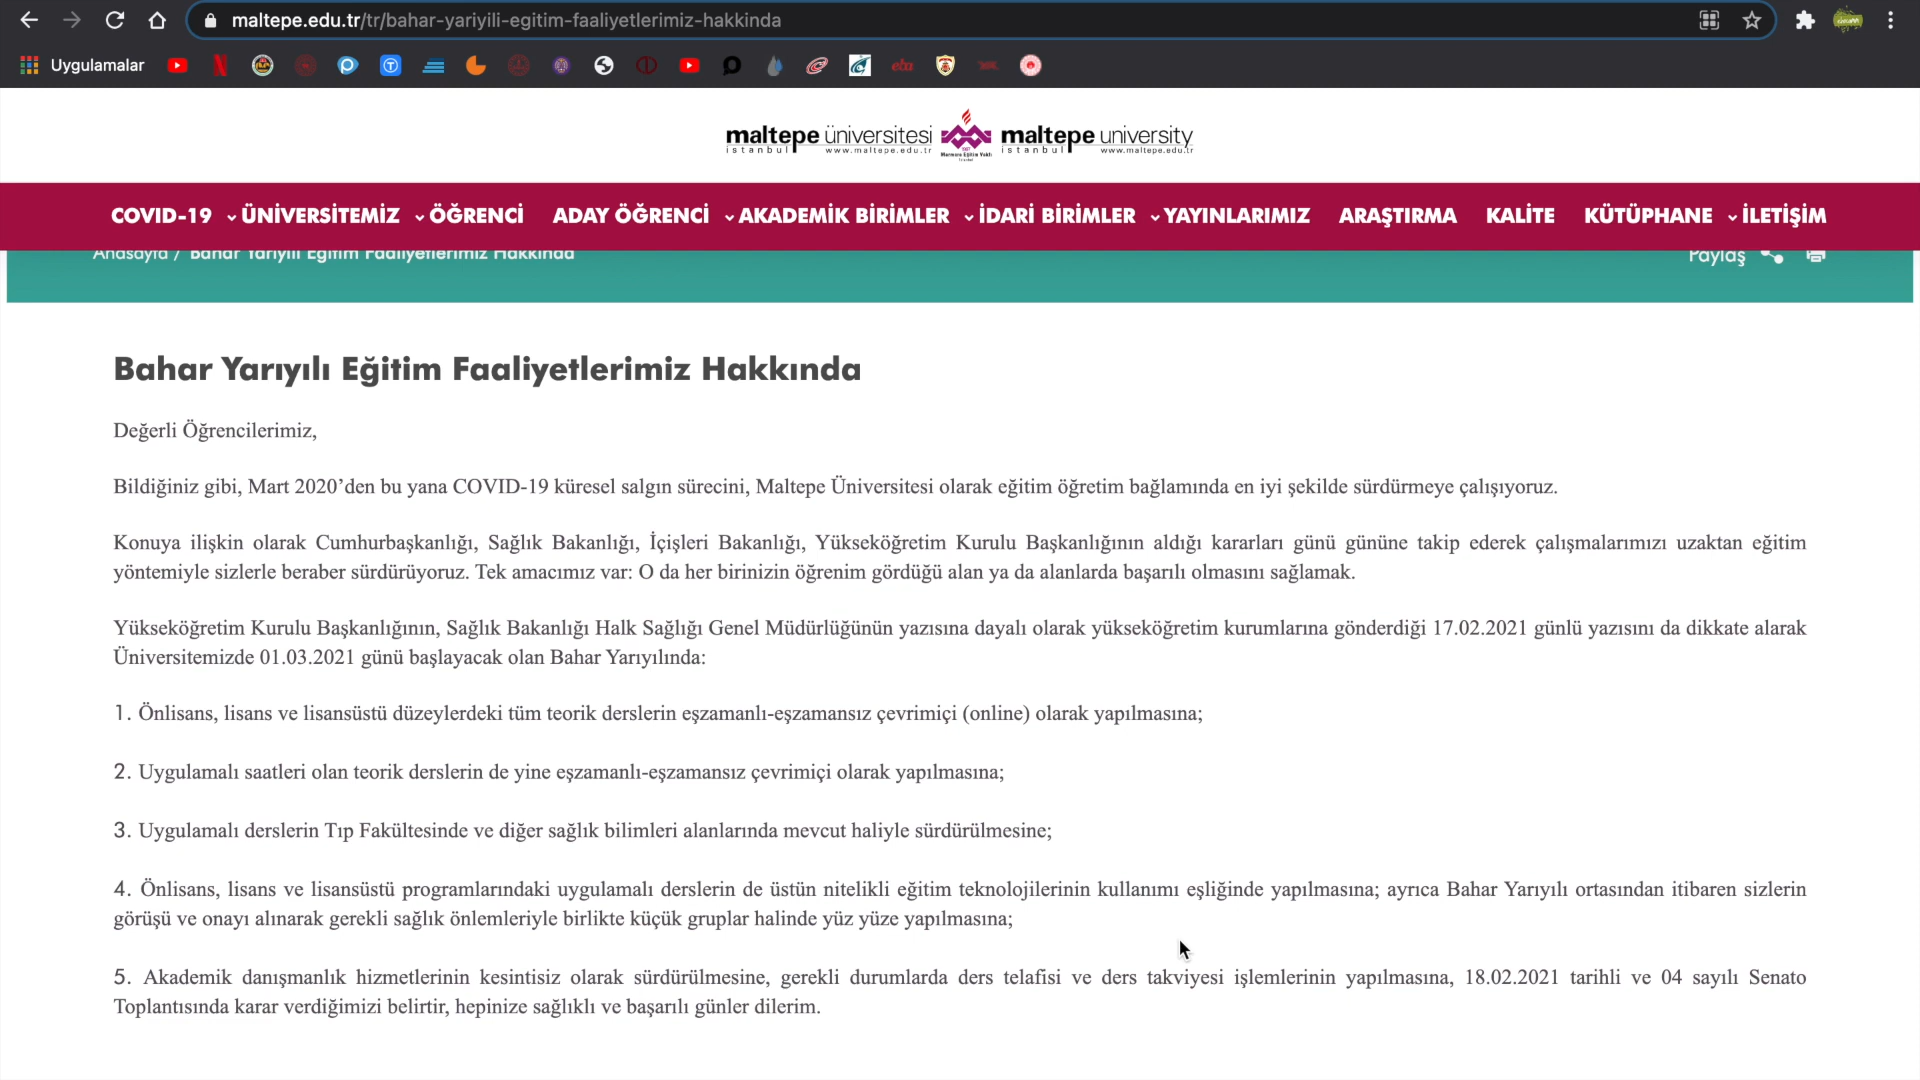 maltepe.edu.tr/tr/bahar-yariyili-egitim-faaliyetlerimiz-hakkinda
Uygulamalar
maltepe üniversitesi maltepe university
istanbul www.maltepe.edu.tr istanbul www.maltepe.edu.tr
COVID-19 ÜNİVERSİTEMİZ ÖĞRENCİ ADAY ÖĞRENCİ AKADEMİK BİRİMLER İDARİ BİRİMLER YAYINLARIMIZ ARAŞTIRMA KALİTE KÜTÜPHANE İLETİŞİM
Anasayfa / Bahar Yarıyılı Eğitim Faaliyetlerimiz Hakkında Paylaş
Bahar Yarıyılı Eğitim Faaliyetlerimiz Hakkında
Değerli Öğrencilerimiz,
Bildiğiniz gibi, Mart 2020’den bu yana COVID-19 küresel salgın sürecini, Maltepe Üniversitesi olarak eğitim öğretim bağlamında en iyi şekilde sürdürmeye çalışıyoruz.
Konuya ilişkin olarak Cumhurbaşkanlığı, Sağlık Bakanlığı, İçişleri Bakanlığı, Yükseköğretim Kurulu Başkanlığının aldığı kararları günü gününe takip ederek çalışmalarımızı uzaktan eğitim
yöntemiyle sizlerle beraber sürdürüyoruz. Tek amacımız var: O da her birinizin öğrenim gördüğü alan ya da alanlarda başarılı olmasını sağlamak.
Yükseköğretim Kurulu Başkanlığının, Sağlık Bakanlığı Halk Sağlığı Genel Müdürlüğünün yazısına dayalı olarak yükseköğretim kurumlarına gönderdiği 17.02.2021 günlü yazısını da dikkate alarak
Üniversitemizde 01.03.2021 günü başlayacak olan Bahar Yarıyılında:
1. Önlisans, lisans ve lisansüstü düzeylerdeki tüm teorik derslerin eşzamanlı-eşzamansız çevrimiçi (online) olarak yapılmasına;
2. Uygulamalı saatleri olan teorik derslerin de yine eşzamanlı-eşzamansız çevrimiçi olarak yapılmasına;
3. Uygulamalı derslerin Tıp Fakültesinde ve diğer sağlık bilimleri alanlarında mevcut haliyle sürdürülmesine;
4. Önlisans, lisans ve lisansüstü programlarındaki uygulamalı derslerin de üstün nitelikli eğitim teknolojilerinin kullanımı eşliğinde yapılmasına; ayrıca Bahar Yarıyılı ortasından itibaren sizlerin
görüşü ve onayı alınarak gerekli sağlık önlemleriyle birlikte küçük gruplar halinde yüz yüze yapılmasına;
5. Akademik danışmanlık hizmetlerinin kesintisiz olarak sürdürülmesine, gerekli durumlarda ders telafisi ve ders takviyesi işlemlerinin yapılmasına, 18.02.2021 tarihli ve 04 sayılı Senato
Toplantısında karar verdiğimizi belirtir, hepinize sağlıklı ve başarılı günler dilerim.